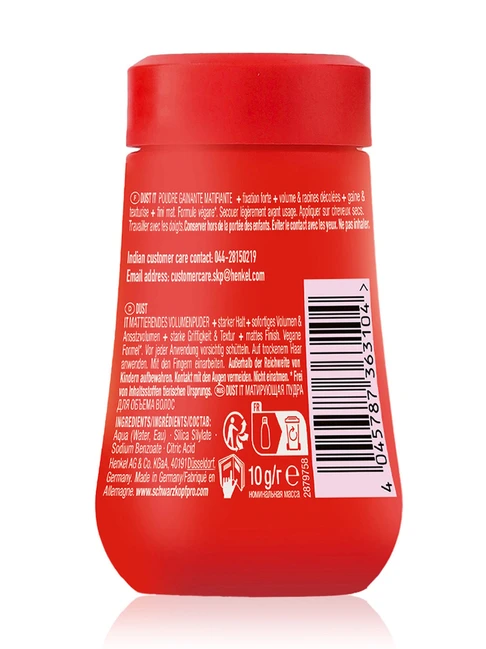 F DUST IT POUDRE GAINANTE MATIFIANTE + fixation forte + volume & racines décollées + gaine &
texturise + fini mat. Formule végane*. Secouer légèrement avant usage. Appliquer sur cheveux secs.
Travailler avec les doigts. Conserver hors de la portée des enfants. Éviter le contact avec les yeux. Ne pas inhaler.
Indian customer care contact: 044-28150219
Email address: customercare.skp@henkel.com
D DUST
IT MATTIERENDES VOLUMENPUDER + starker Halt + sofortiges Volumen &
Ansatzvolumen + starke Griffigkeit & Textur + mattes Finish. Vegane
Formel*. Vor jeder Anwendung vorsichtig schütteln. Auf trockenem Haar
anwenden. Mit den Fingern einarbeiten. Außerhalb der Reichweite von
Kindern aufbewahren. Kontakt mit den Augen vermeiden. Nicht einatmen. * Frei
von Inhaltsstoffen tierischen Ursprungs. RUS DUST IT МАТИРУЮЩАЯ ПУДРА
ДЛЯ ОБЪЕМА ВОЛОС
INGREDIENTS/INGRÉDIENTS/СОСТАВ:
Aqua (Water, Eau) · Silica Silylate ·
Sodium Benzoate · Citric Acid
Henkel AG & Co. KGaA, 40191 Düsseldorf,
Germany. Made in Germany/Fabriqué en
Allemagne. www.schwarzkopfpro.com
FR
10 g/г e
номинальная масса
2879758
4 045787 363104 >